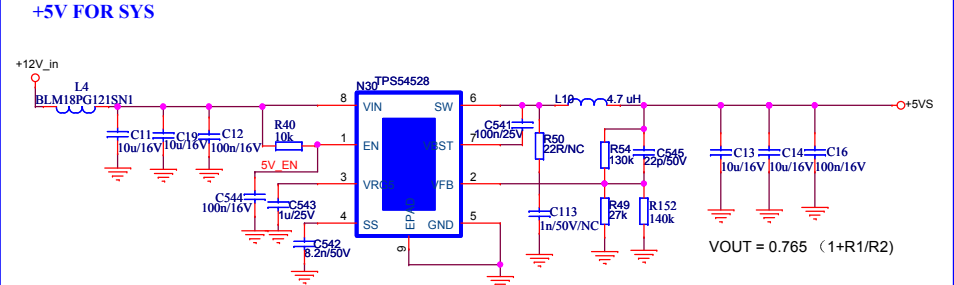 +5V FOR SYS
+12V_in
L4
BLM18PG121SN1
C11
10u/16V
C19
10u/16V
C12
100n/16V
R40
10k
5V_EN
C544
100n/16V
C543
1u/25V
C542
8.2n/50V
N30
TPS54528
8
VIN
1
EN
3
4
SS
EPAD
9
SW
6
VBST
7
VFB
2
GND
5
C541
100n/25V
R50
22R/NC
C113
1n/50V/NC
L10
4.7 uH
R54
130k
C545
22p/50V
R49
27k
R152
140k
C13
10u/16V
C14
10u/16V
C16
100n/16V
+5VS
VOUT = 0.765 （1+R1/R2)